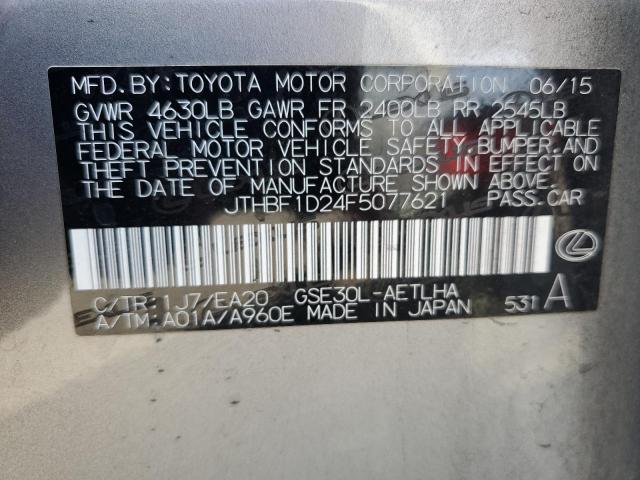 MFD.BY:TOYOTA MOTOR CORPORATION 06/15
GVWR 4630LB GAWR FR 2400LB RR 2545LB
THIS VEHICLE CONFORMS TO ALL APPLICABLE
FEDERAL MOTOR VEHICLE SAFETY,BUMPER,AND
THEFT PREVENTION STANDARDS IN EFFECT ON
THE DATE OF MANUFACTURE SHOWN ABOVE.
JTHBF1D24F5077621 PASS.CAR
C/TR:1J7/EA20 GSE30L-AETLHA
A/TM:A01A/A960E MADE IN JAPAN 531 A